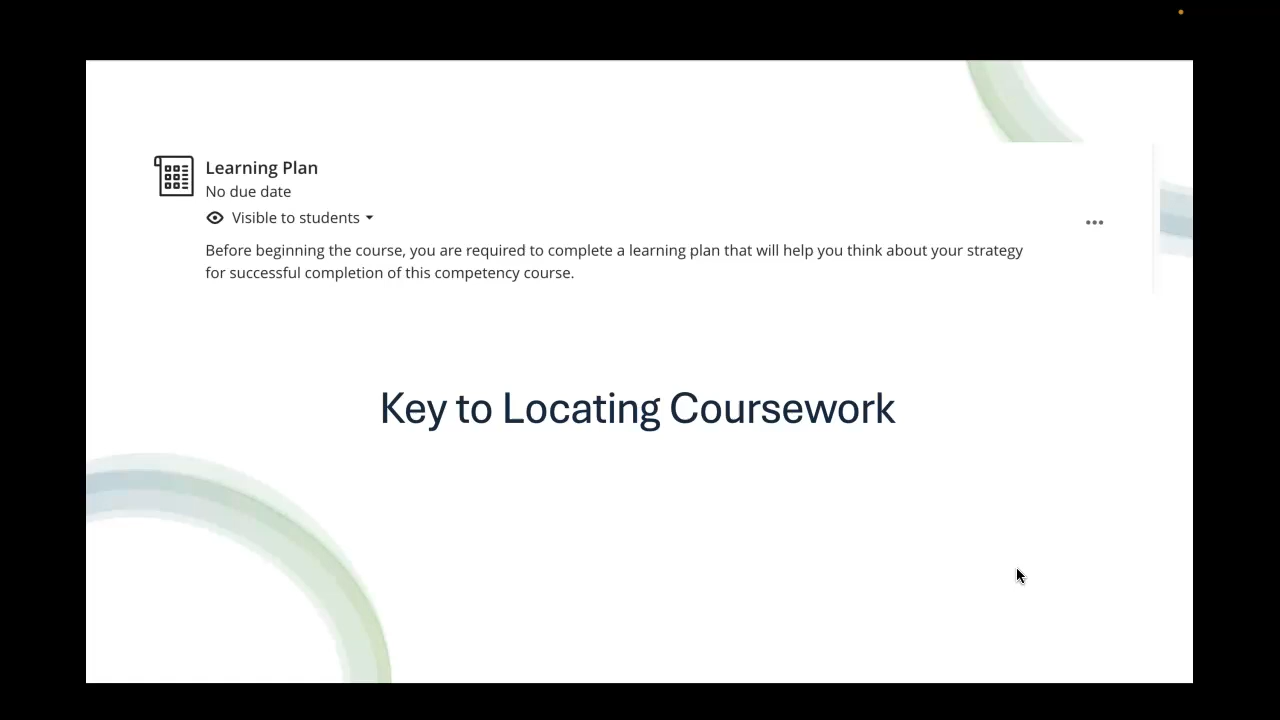 Learning Plan
No due date
Visible to students
Before beginning the course, you are required to complete a learning plan that will help you think about your strategy
for successful completion of this competency course.
Key to Locating Coursework